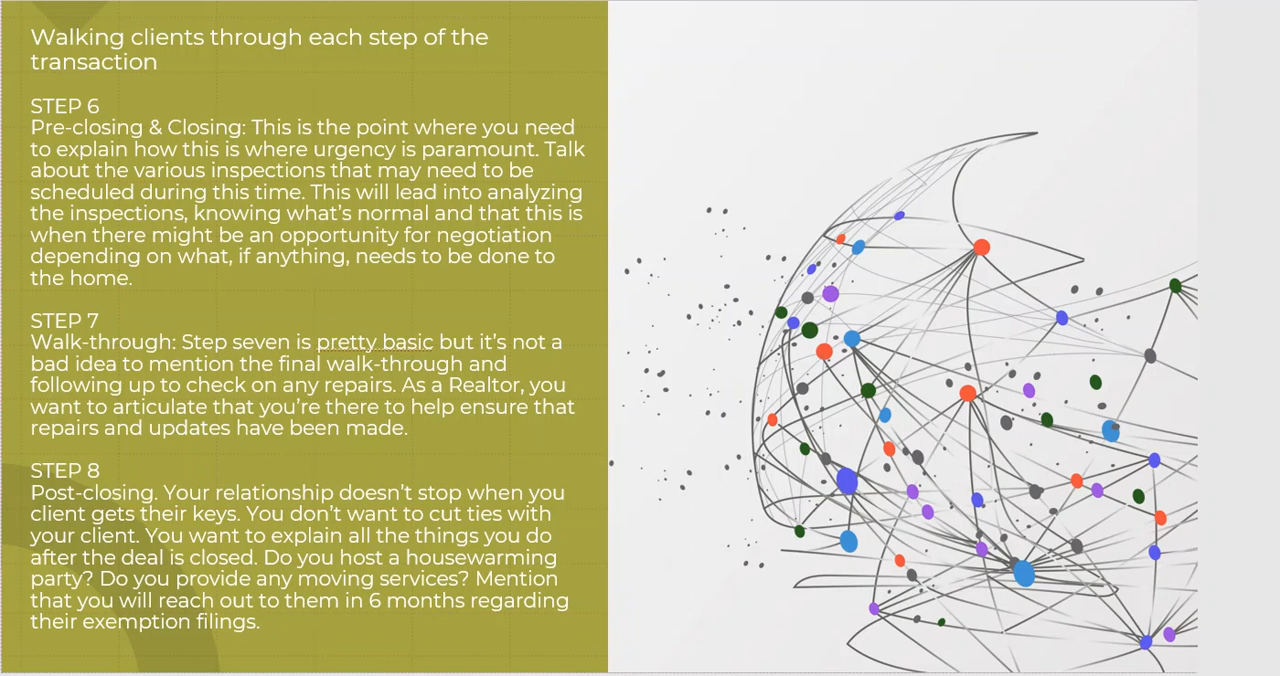 Walking clients through each step of the
transaction
STEP 6
Pre-closing & Closing: This is the point where you need
to explain how this is where urgency is paramount. Talk
about the various inspections that may need to be
scheduled during this time. This will lead into analyzing
the inspections, knowing what's normal and that this is
when there might be an opportunity for negotiation
depending on what, if anything, needs to be done to
the home.
STEP 7
Walk-through: Step seven is pretty basic but it's not a
bad idea to mention the final walk-through and
following up to check on any repairs. As a Realtor, you
want to articulate that you're there to help ensure that
repairs and updates have been made.
STEP 8
Post-closing. Your relationship doesn't stop when you
client gets their keys. You don't want to cut ties with
your client. You want to explain all the things you do
after the deal is closed. Do you host a housewarming
party? Do you provide any moving services? Mention
that you will reach out to them in 6 months regarding
their exemption filings.